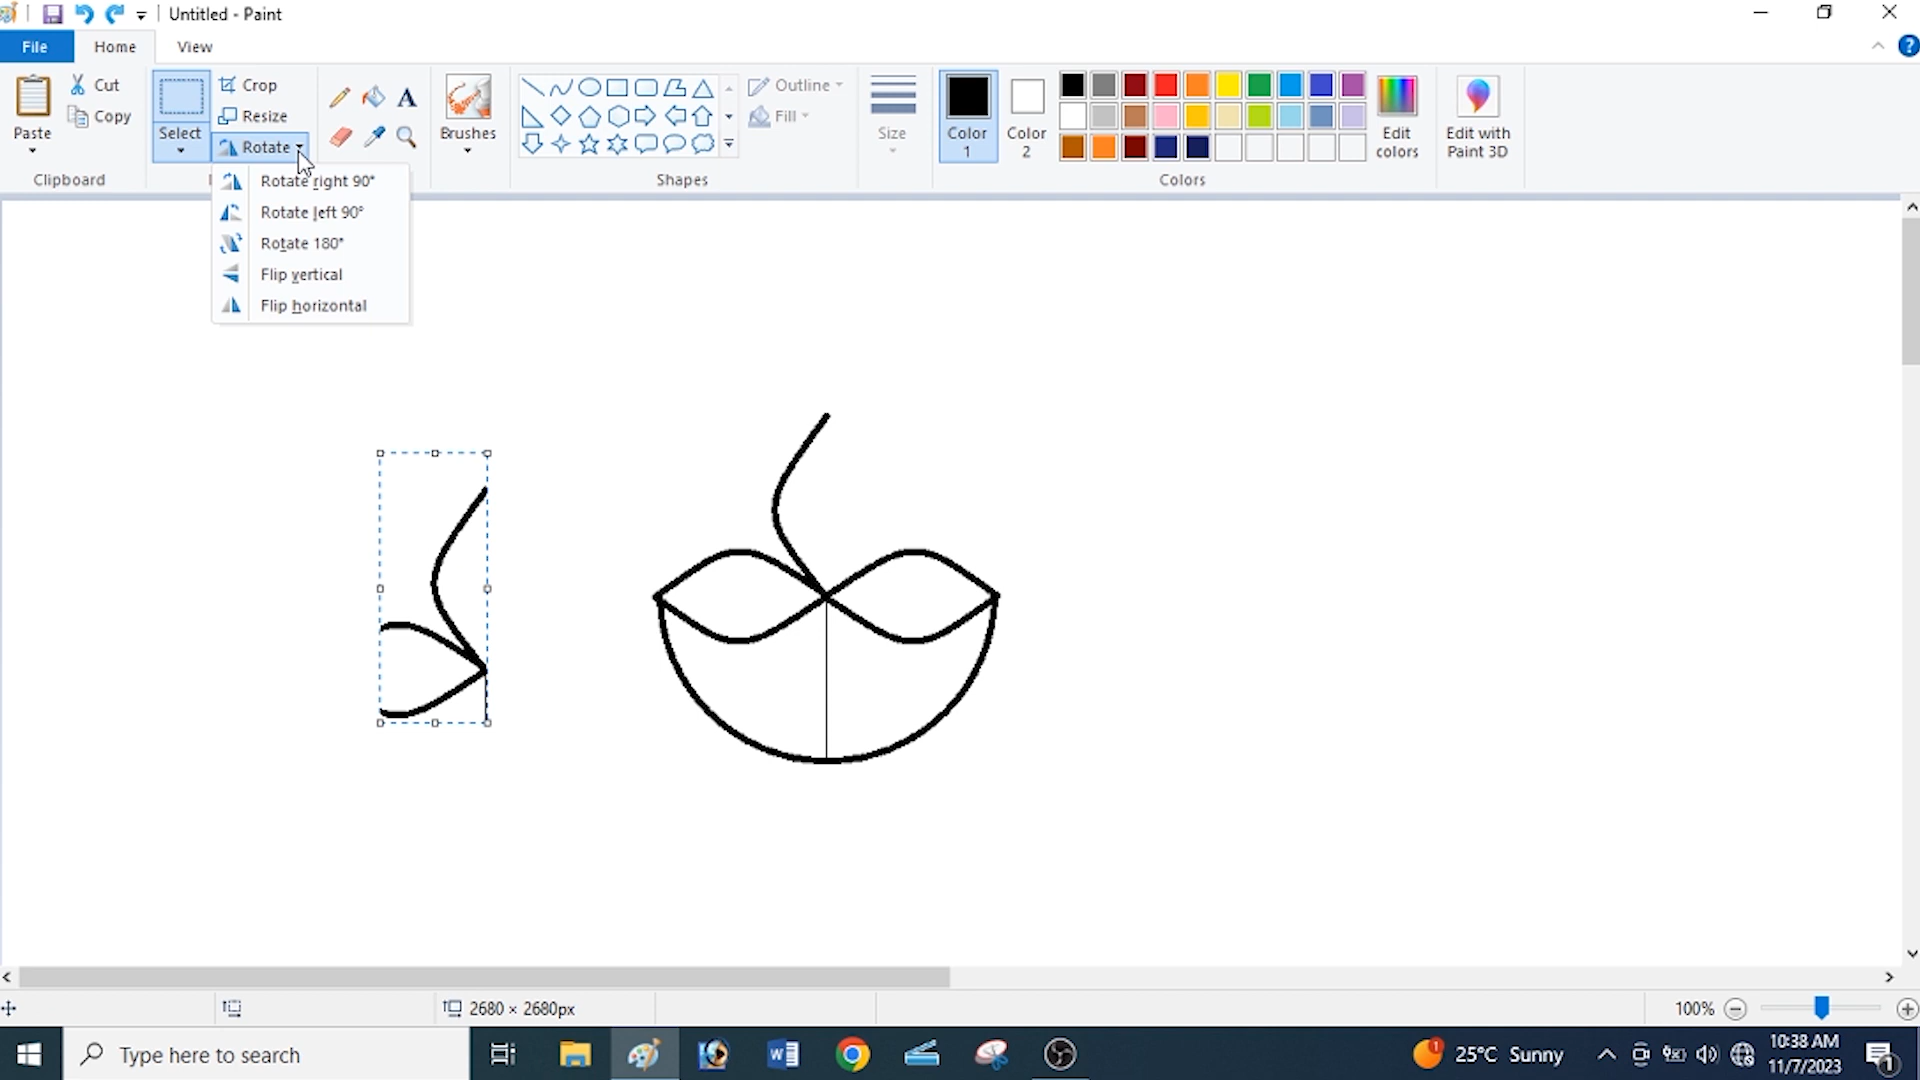 Untitled - Paint
File Home View
Paste
Cut
Copy
Clipboard
Select
Crop
Resize
Rotate
A
Brushes
Shapes
Outline
Fill
Size
Color 1
Color 2
Colors
Edit colors
Edit with Paint 3D
?
Rotate right 90°
Rotate left 90°
Rotate 180°
Flip vertical
Flip horizontal
2680 × 2680px
100%
Type here to search
W
1
25°C Sunny
10:38 AM
11/7/2023
1